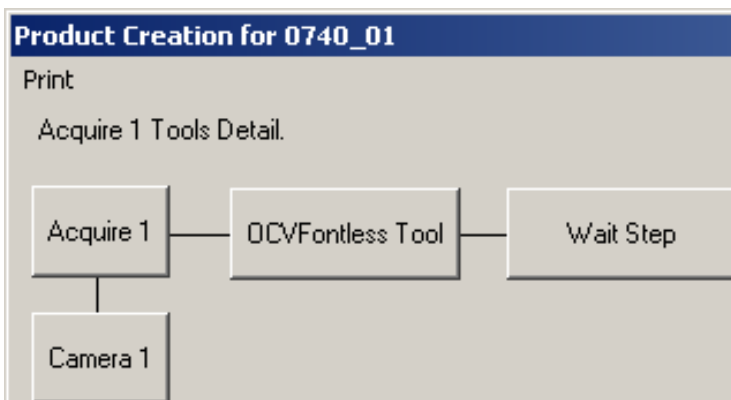 Product Creation for 0740_01
Print
Acquire 1 Tools Detail.
Acquire 1
OCVFontless Tool
Wait Step
Camera 1